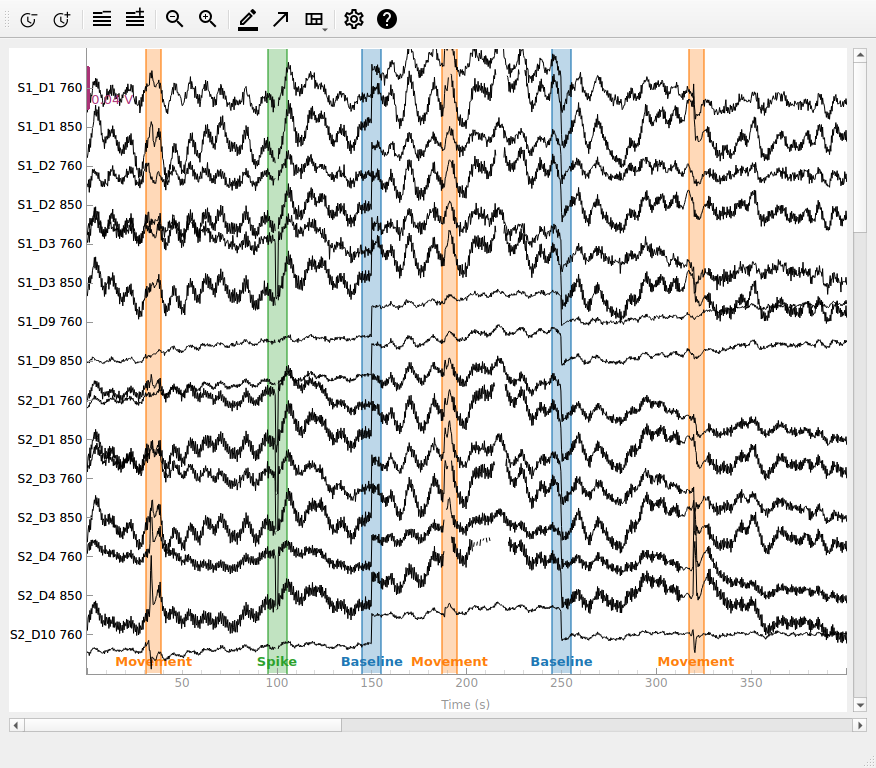 S1_D1 760
0.04 V
S1_D1 850
S1_D2 760
S1_D2 850
S1_D3 760
S1_D3 850
S1_D9 760
S1_D9 850
S2_D1 760
S2_D1 850
S2_D3 760
S2_D3 850
S2_D4 760
S2_D4 850
S2_D10 760
Movement Spike Baseline Movement Baseline Movement
50 100 150 200 250 300 350
Time (s)